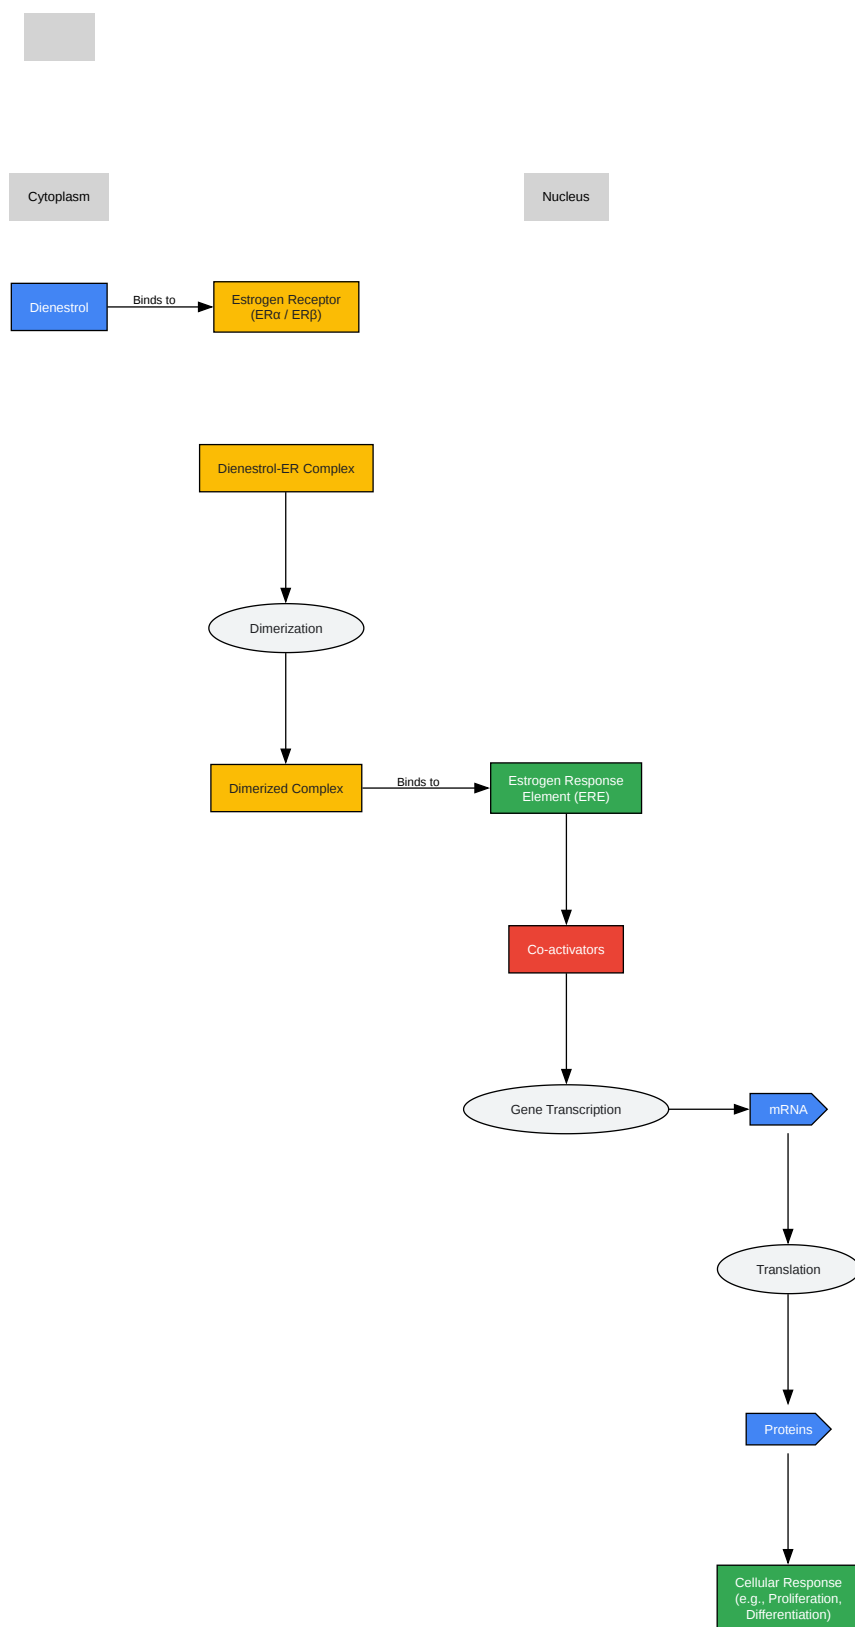 Cytoplasm
Nucleus
Dienestrol
Binds to
Estrogen Receptor
(ERα / ERβ)
Dienestrol-ER Complex
Dimerization
Dimerized Complex
Binds to
Estrogen Response
Element (ERE)
Co-activators
Gene Transcription
mRNA
Translation
Proteins
Cellular Response
(e.g., Proliferation,
Differentiation)